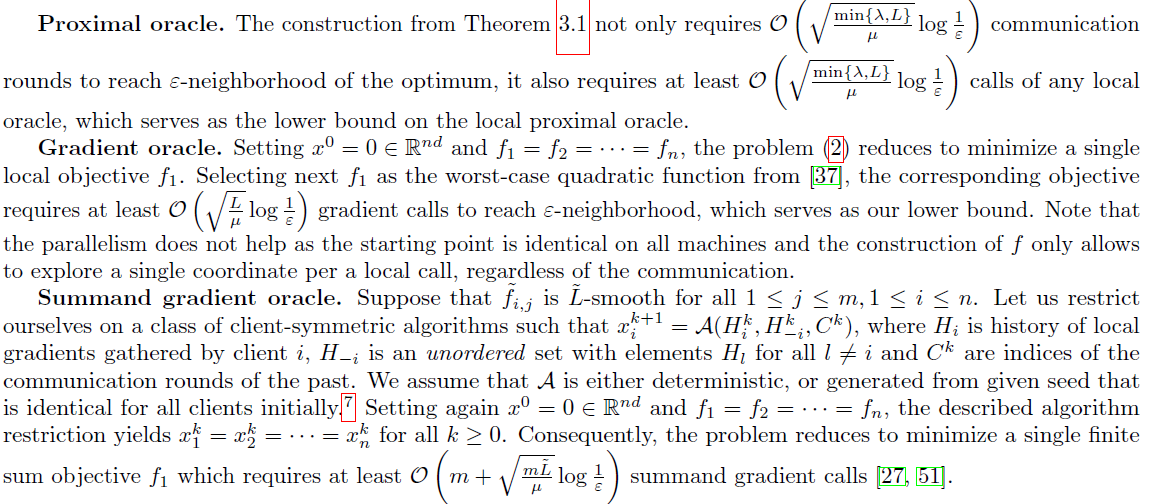 Proximal oracle. The construction from Theorem 3.1 not only requires $\mathcal{O}\left(\sqrt{\frac{\min\{\lambda,L\}}{\mu}}\log\frac{1}{\varepsilon}\right)$ communication
rounds to reach $\varepsilon$-neighborhood of the optimum, it also requires at least $\mathcal{O}\left(\sqrt{\frac{\min\{\lambda,L\}}{\mu}}\log\frac{1}{\varepsilon}\right)$ calls of any local
oracle, which serves as the lower bound on the local proximal oracle.
Gradient oracle. Setting $x^0 = 0 \in \mathbb{R}^{nd}$ and $f_1 = f_2 = \cdots = f_n$, the problem (2) reduces to minimize a single
local objective $f_1$. Selecting next $f_1$ as the worst-case quadratic function from [37], the corresponding objective
requires at least $\mathcal{O}\left(\sqrt{\frac{L}{\mu}}\log\frac{1}{\varepsilon}\right)$ gradient calls to reach $\varepsilon$-neighborhood, which serves as our lower bound. Note that
the parallelism does not help as the starting point is identical on all machines and the construction of $f$ only allows
to explore a single coordinate per a local call, regardless of the communication.
Summand gradient oracle. Suppose that $\tilde{f}_{i,j}$ is $\tilde{L}$-smooth for all $1 \leq j \leq m, 1 \leq i \leq n$. Let us restrict
ourselves on a class of client-symmetric algorithms such that $x_i^{k+1} = \mathcal{A}(H_i^k, H_{-i}^k, C^k)$, where $H_i$ is history of local
gradients gathered by client $i$, $H_{-i}$ is an unordered set with elements $H_l$ for all $l \neq i$ and $C^k$ are indices of the
communication rounds of the past. We assume that $\mathcal{A}$ is either deterministic, or generated from given seed that
is identical for all clients initially.$^7$ Setting again $x^0 = 0 \in \mathbb{R}^{nd}$ and $f_1 = f_2 = \cdots = f_n$, the described algorithm
restriction yields $x_1^k = x_2^k = \cdots = x_n^k$ for all $k \geq 0$. Consequently, the problem reduces to minimize a single finite
sum objective $f_1$ which requires at least $\mathcal{O}\left(m + \sqrt{\frac{m\tilde{L}}{\mu}}\log\frac{1}{\varepsilon}\right)$ summand gradient calls [27, 51].